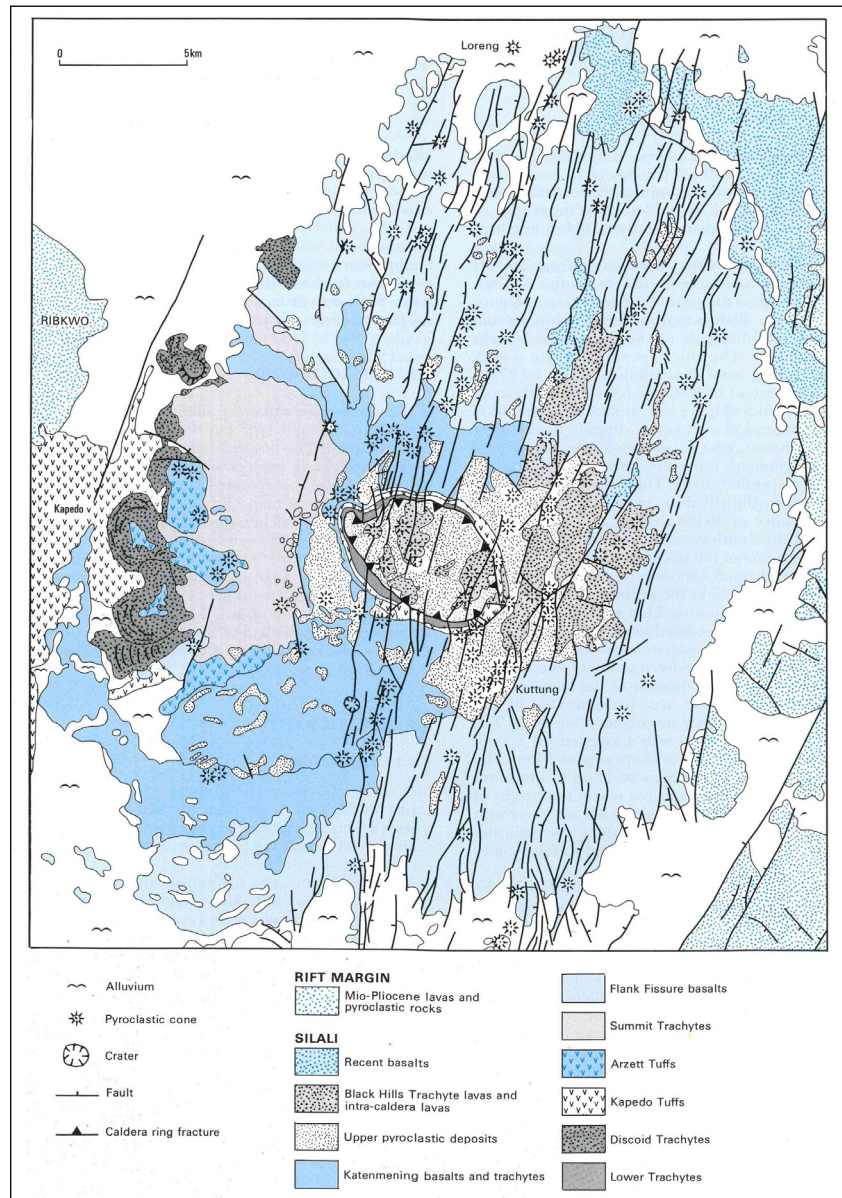 0 5km
Loreng
RIBKWO
Kapedo
Kuttung
Alluvium
Pyroclastic cone
Crater
Fault
Caldera ring fracture
RIFT MARGIN
Mio-Pliocene lavas and
pyroclastic rocks
SILALI
Recent basalts
Black Hills Trachyte lavas and
intra-caldera lavas
Upper pyroclastic deposits
Katenmening basalts and trachytes
Flank Fissure basalts
Summit Trachytes
Arzett Tuffs
Kapedo Tuffs
Discoid Trachytes
Lower Trachytes